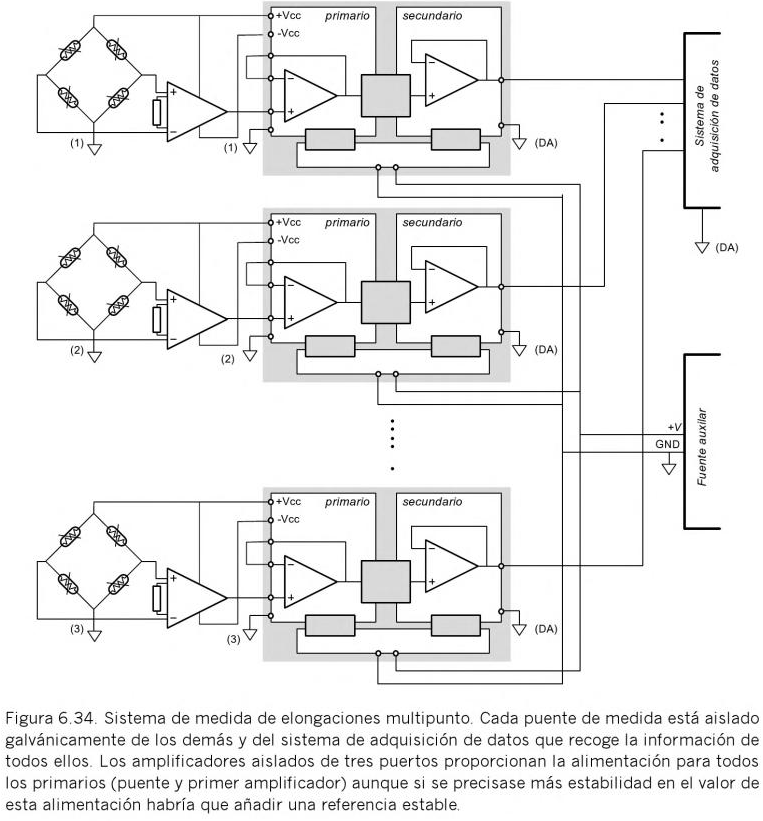 +Vcc primario secundario
-Vcc
+
-
-
+
-
+
(1) (1) (DA)
Sistema de
adquisición de datos
(DA)
+Vcc primario secundario
-Vcc
+
-
-
+
-
+
(2) (2) (DA)
+V
GND
Fuente auxilar
+Vcc primario secundario
-Vcc
+
-
-
+
-
+
(3) (3) (DA)
Figura 6.34. Sistema de medida de elongaciones multipunto. Cada puente de medida está aislado
galvánicamente de los demás y del sistema de adquisición de datos que recoge la información de
todos ellos. Los amplificadores aislados de tres puertos proporcionan la alimentación para todos
los primarios (puente y primer amplificador) aunque si se precisase más estabilidad en el valor de
esta alimentación habría que añadir una referencia estable.